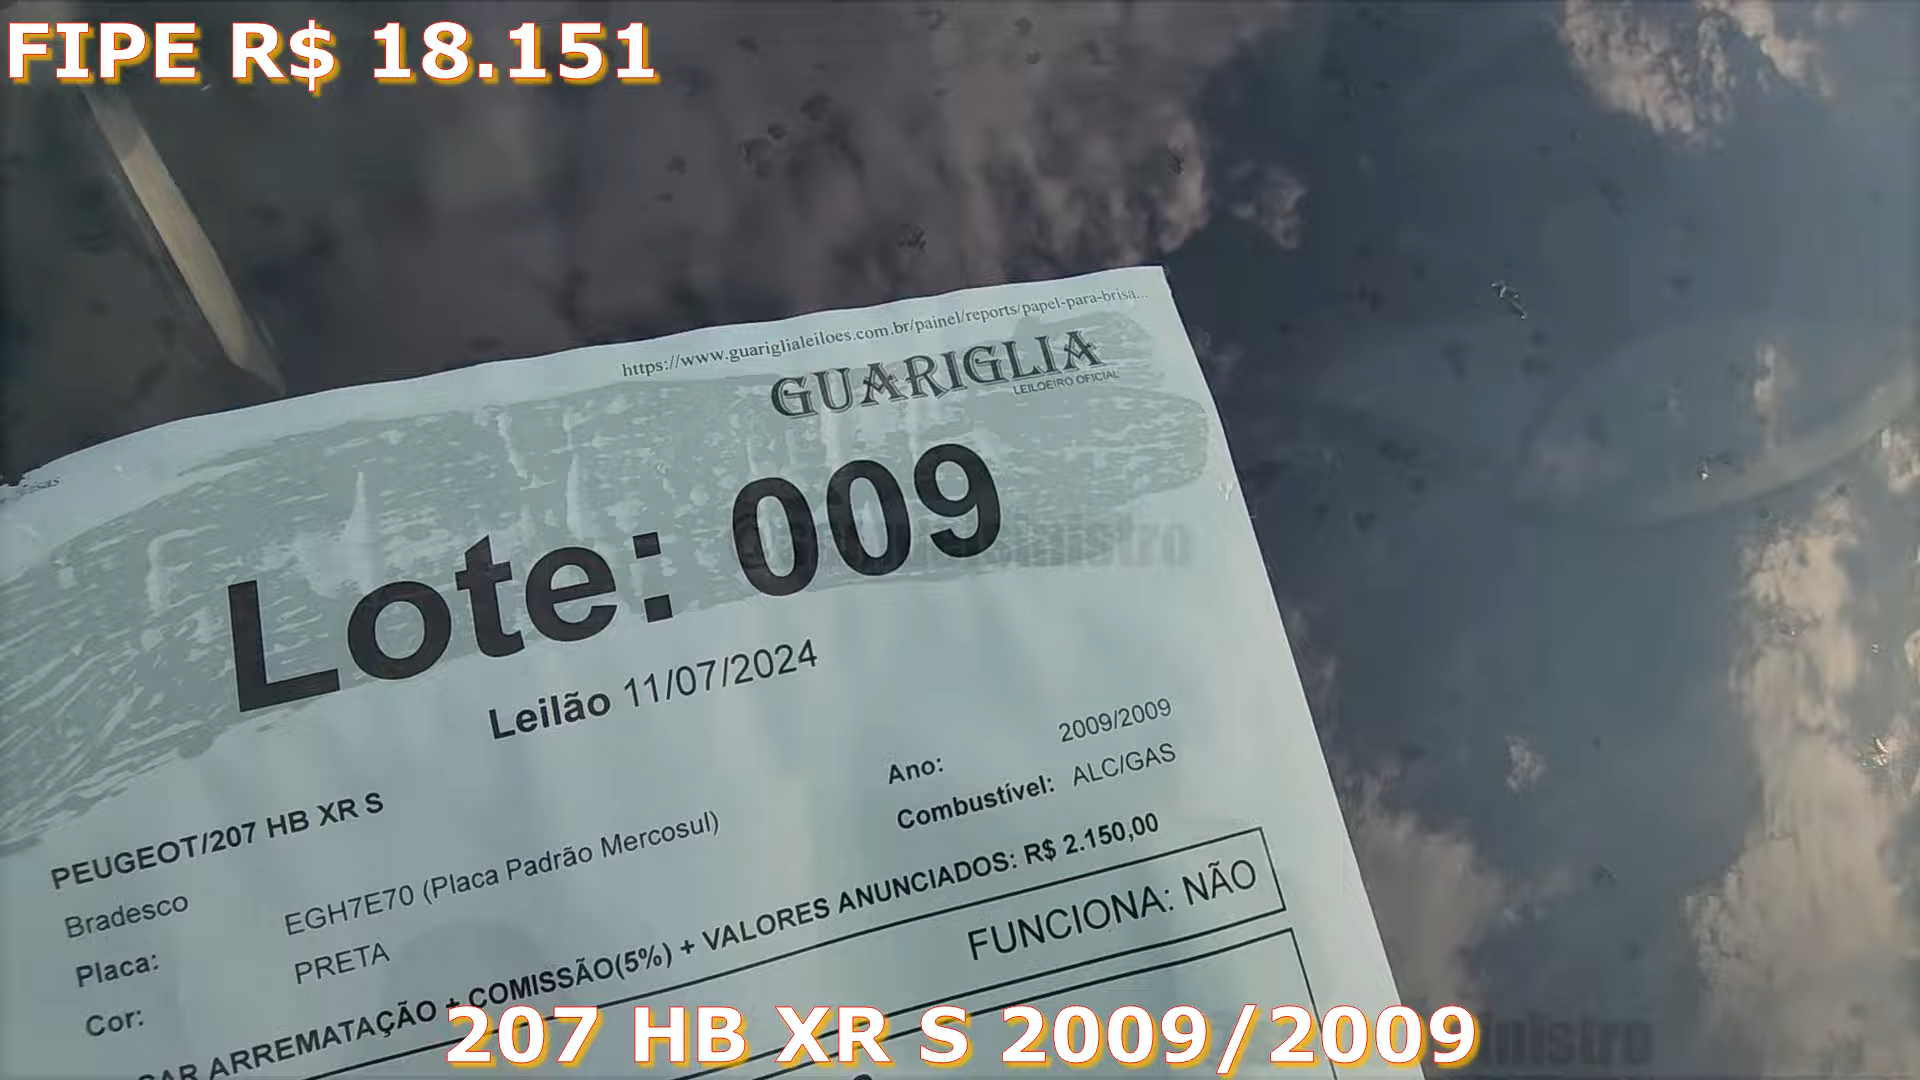 FIPE R$ 18.151
https://www.guariglialeiloes.com.br/painel/reports/papel-para-brisa...
GUARIGLIA
LEILOEIRO OFICIAL
Lote: 009
Leilão 11/07/2024
PEUGEOT/207 HB XR S
Ano: 2009/2009
Bradesco
Combustível: ALC/GAS
Placa: EGH7E70 (Placa Padrão Mercosul)
Cor: PRETA
ARREMATAÇÃO + COMISSÃO(5%) + VALORES ANUNCIADOS: R$ 2.150,00
FUNCIONA: NÃO
207 HB XR S 2009/2009